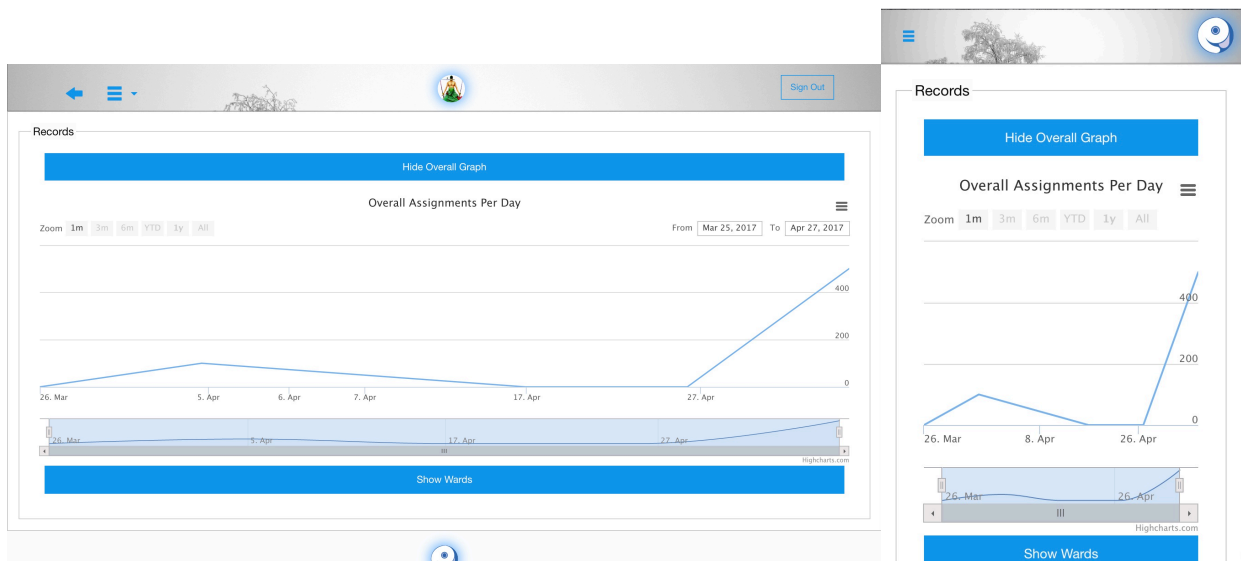 Sign Out
Records
Hide Overall Graph
Overall Assignments Per Day
Zoom 1m 3m 6m YTD 1y All
From Mar 25, 2017 To Apr 27, 2017
400
200
0
26. Mar 5. Apr 6. Apr 7. Apr 17. Apr 27. Apr
26. Mar 5. Apr 17. Apr 27. Apr
Highcharts.com
Show Wards
Records
Hide Overall Graph
Overall Assignments Per Day
Zoom 1m 3m 6m YTD 1y All
400
200
0
26. Mar 8. Apr 26. Apr
26. Mar 26. Apr
Highcharts.com
Show Wards